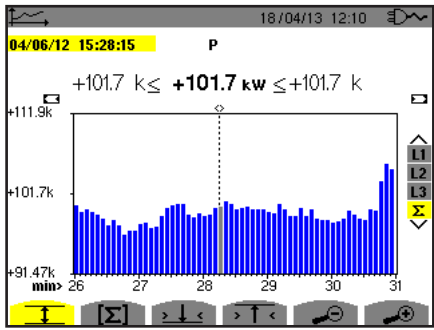 18/04/13 12:10
04/06/12 15:28:15 P
+101.7 k≤ +101.7 kW ≤+101.7 k
+111.9k
+101.7k
+91.47k
min> 26 27 28 29 30 31
L1
L2
L3
Σ
[Σ] >↓< >↑<